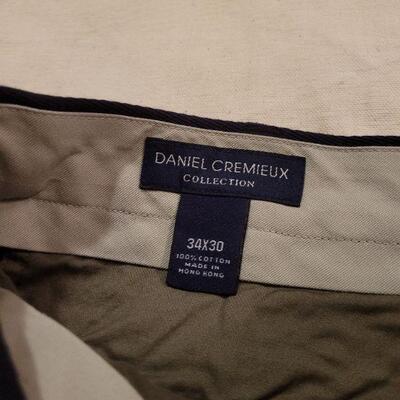 DANIEL CREMIEUX
COLLECTION
34X30
100% COTTON
MADE IN
HONG KONG